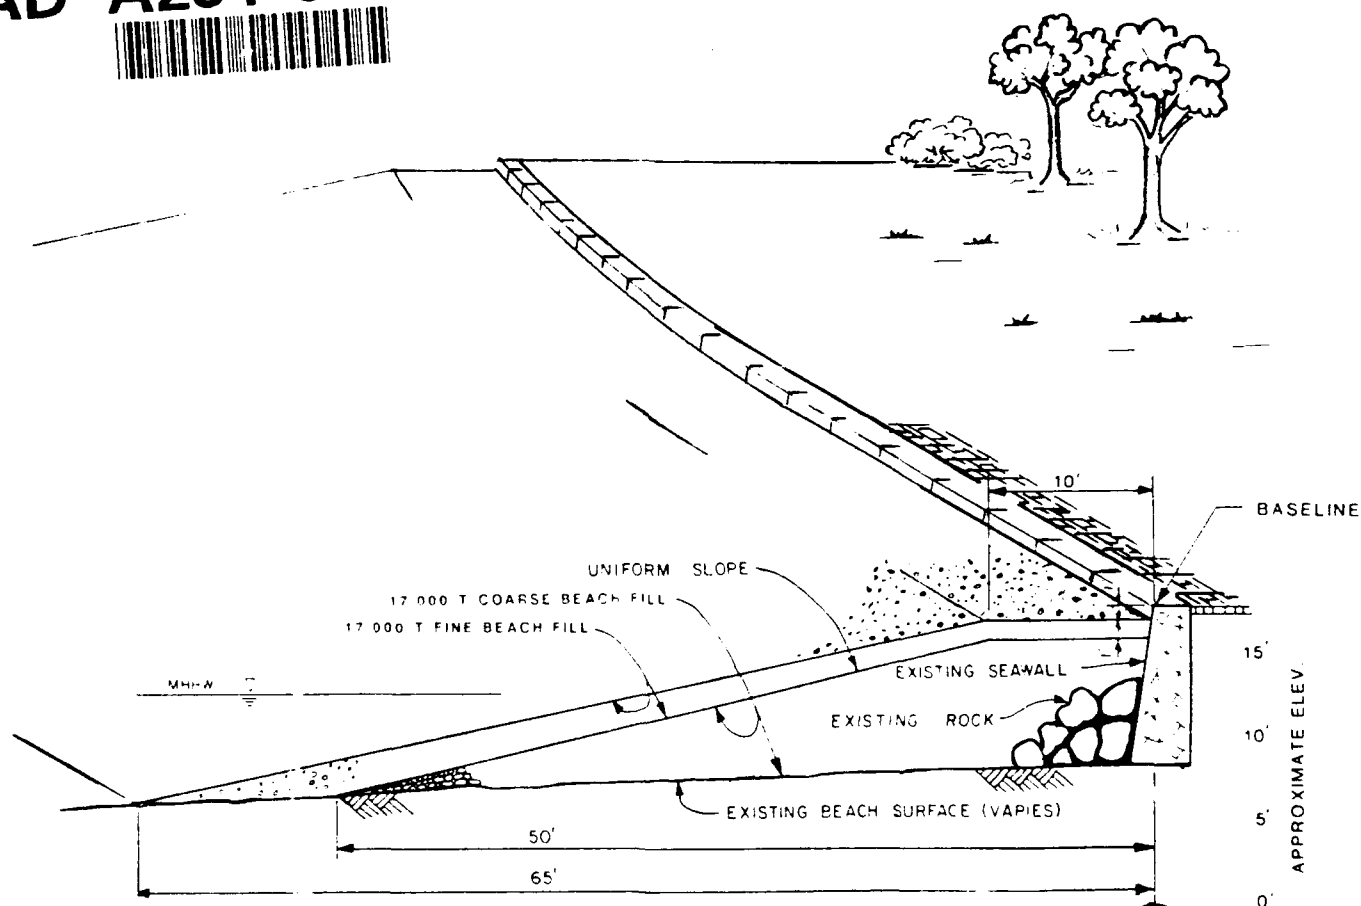 10'
BASELINE
UNIFORM SLOPE
17 000 T COARSE BEACH FILL
17 000 T FINE BEACH FILL
15'
EXISTING SEAWALL
MHHW
EXISTING ROCK
10'
APPROXIMATE ELEV.
5'
EXISTING BEACH SURFACE (VARIES)
50'
65'
0'